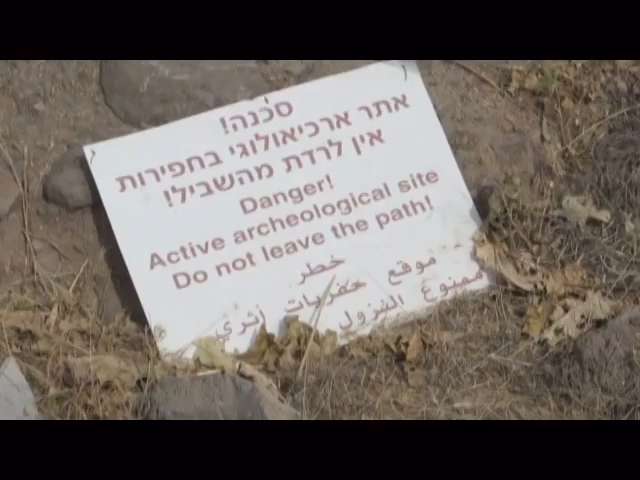 סכנה!
אתר ארכיאולוגי בחפירות
אין לרדת מהשביל!
Danger!
Active archeological site
Do not leave the path!
خطر
موقع حفريات أثري
ممنوع النزول